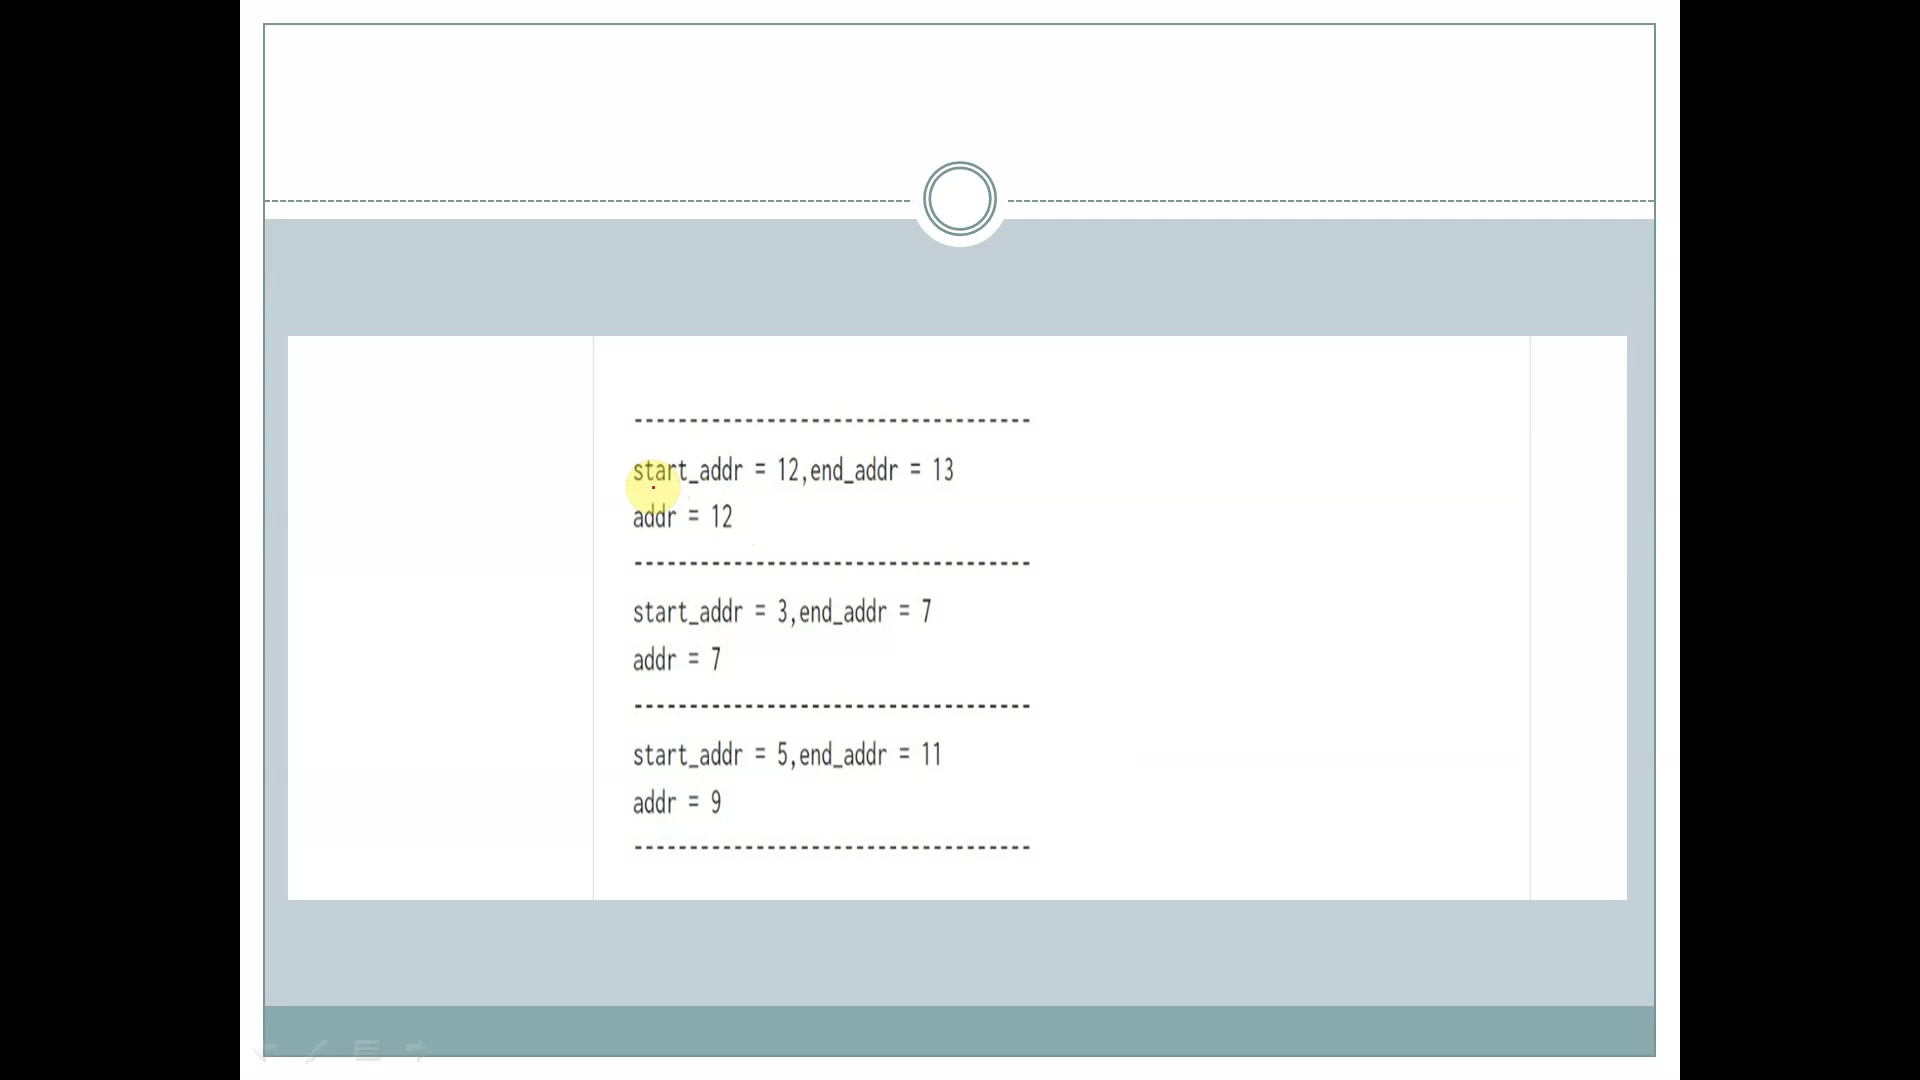 -----------------------------------
start_addr = 12,end_addr = 13
addr = 12
-----------------------------------
start_addr = 3,end_addr = 7
addr = 7
-----------------------------------
start_addr = 5,end_addr = 11
addr = 9
-----------------------------------